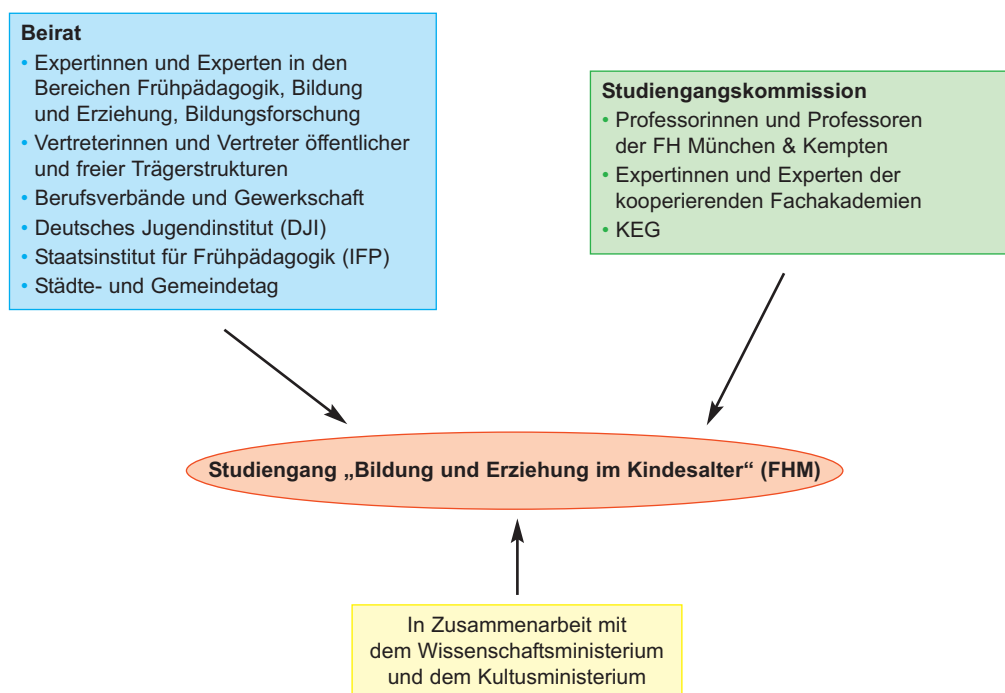 Beirat
• Expertinnen und Experten in den
Bereichen Frühpädagogik, Bildung
und Erziehung, Bildungsforschung
• Vertreterinnen und Vertreter öffentlicher
und freier Trägerstrukturen
• Berufsverbände und Gewerkschaft
• Deutsches Jugendinstitut (DJI)
• Staatsinstitut für Frühpädagogik (IFP)
• Städte- und Gemeindetag
Studiengangskommission
• Professorinnen und Professoren
der FH München & Kempten
• Expertinnen und Experten der
kooperierenden Fachakademien
• KEG
Studiengang „Bildung und Erziehung im Kindesalter“ (FHM)
In Zusammenarbeit mit
dem Wissenschaftsministerium
und dem Kultusministerium